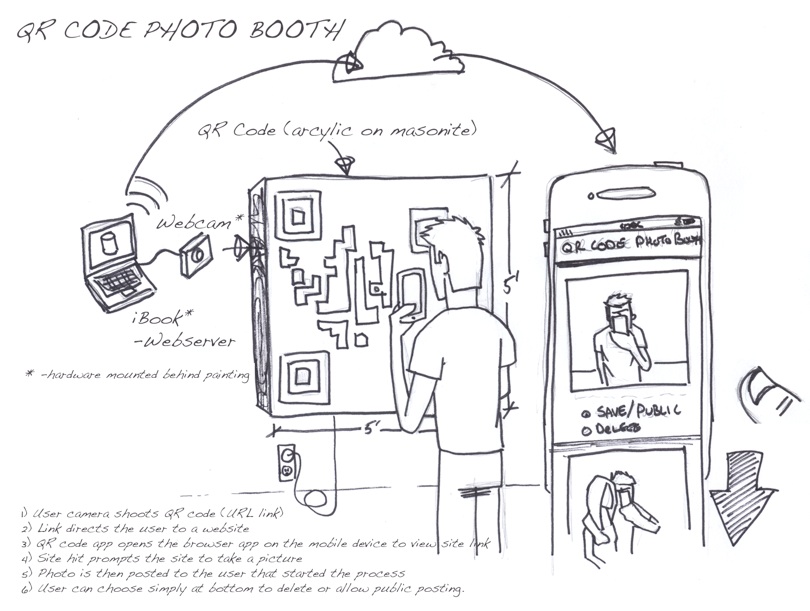 QR CODE PHOTO BOOTH
QR Code (arcylic on masonite)
Webcam*
iBook*
-Webserver
* -hardware mounted behind painting
5'
5'
QR CODE PHOTO BOOTH
SAVE/PUBLIC
DELETE
1) User camera shoots QR code (URL link)
2) Link directs the user to a website
3) QR code app opens the browser app on the mobile device to view site link
4) Site hit prompts the site to take a picture
5) Photo is then posted to the user that started the process
6) User can choose simply at bottom to delete or allow public posting.